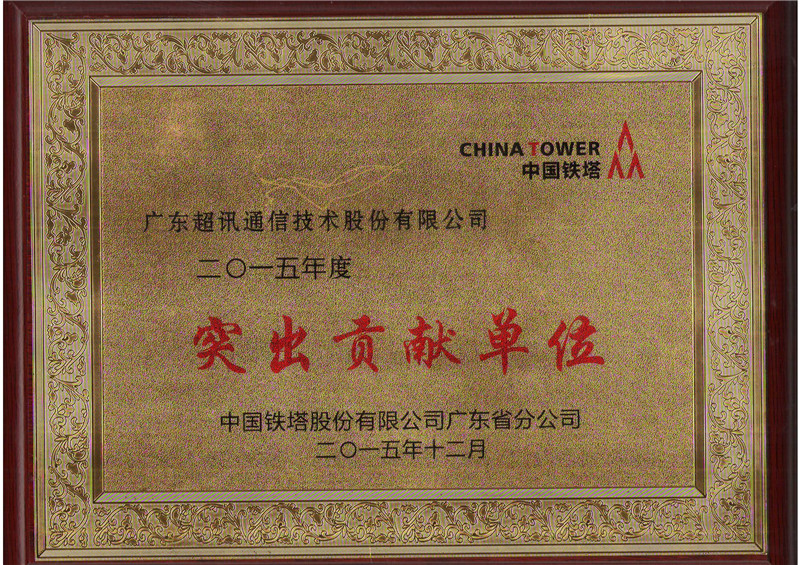 CHINA TOWER
中国铁塔
广东超讯通信技术股份有限公司
二〇一五年度
突出贡献单位
中国铁塔股份有限公司广东省分公司
二〇一五年十二月